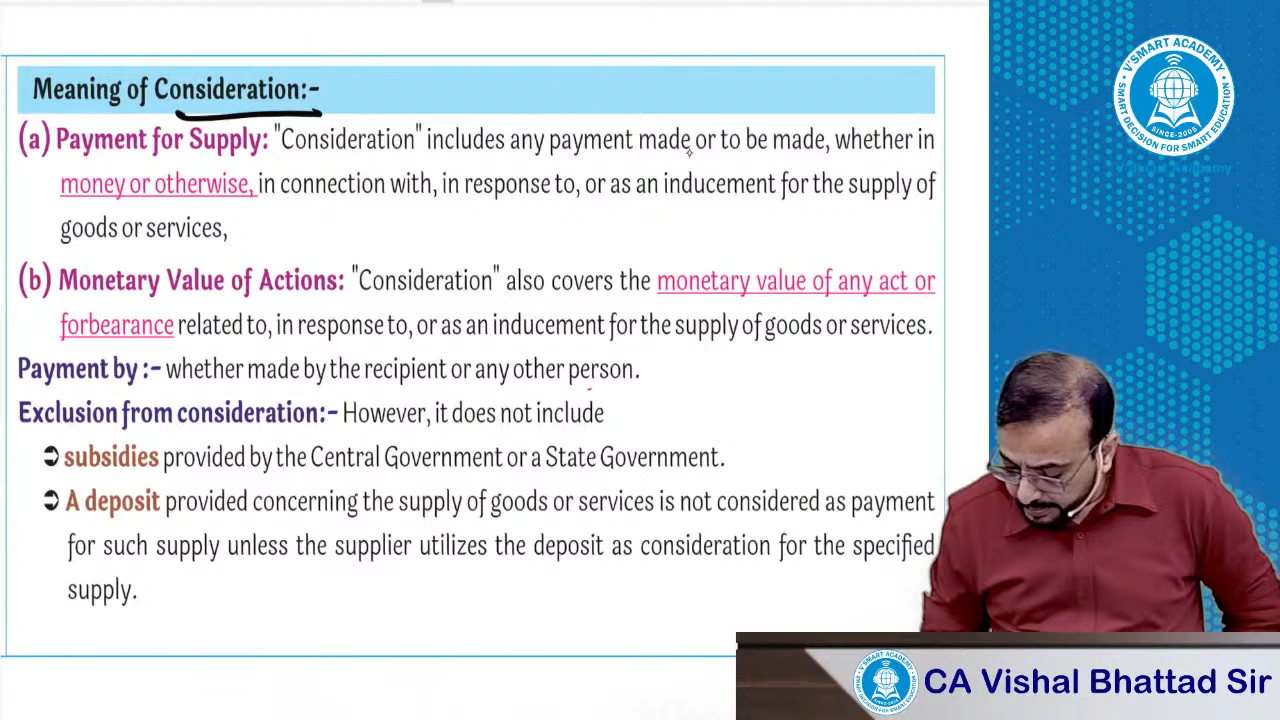 Meaning of Consideration:-
(a) Payment for Supply: "Consideration" includes any payment made or to be made, whether in
money or otherwise, in connection with, in response to, or as an inducement for the supply of
goods or services,
(b) Monetary Value of Actions: "Consideration" also covers the monetary value of any act or
forbearance related to, in response to, or as an inducement for the supply of goods or services.
Payment by :- whether made by the recipient or any other person.
Exclusion from consideration:- However, it does not include
➲ subsidies provided by the Central Government or a State Government.
➲ A deposit provided concerning the supply of goods or services is not considered as payment
for such supply unless the supplier utilizes the deposit as consideration for the specified
supply.
V'SMART ACADEMY
SMART DECISION FOR SMART EDUCATION
SINCE-2005
V'Smart Academy
V'SMART ACADEMY
CA Vishal Bhattad Sir